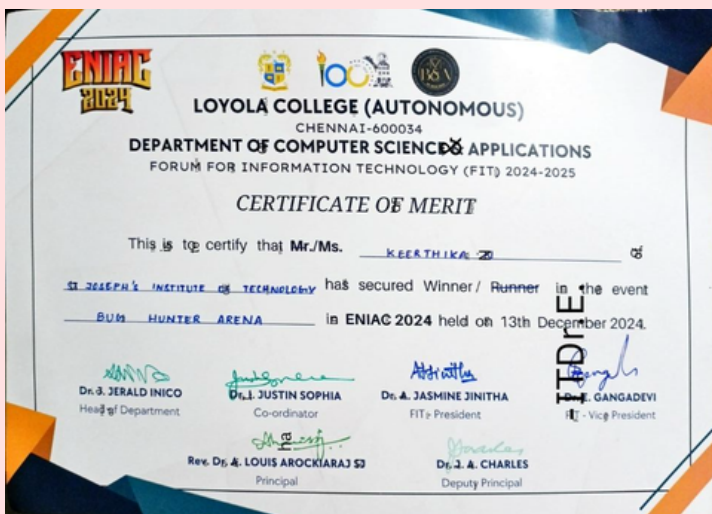 ENIAC
2024
100
B&A
LOYOLA COLLEGE (AUTONOMOUS)
CHENNAI-600034
DEPARTMENT OF COMPUTER SCIENCE & APPLICATIONS
FORUM FOR INFORMATION TECHNOLOGY (FIT) 2024-2025
CERTIFICATE OF MERIT
This is to certify that Mr./Ms. KEERTHIKA of
ST JOSEPH'S INSTITUTE OF TECHNOLOGY has secured Winner / Runner in the event
BUG HUNTER ARENA in ENIAC 2024 held on 13th December 2024.
Dr. JERALD INICO Dr. J. JUSTIN SOPHIA Dr. A. JASMINE JINITHA Dr. E. GANGADEVI
Head of Department Co-ordinator FIT - President FIT - Vice President
Rev. Dr. A. LOUIS AROCKIARAJ SJ Dr. J. A. CHARLES
Principal Deputy Principal